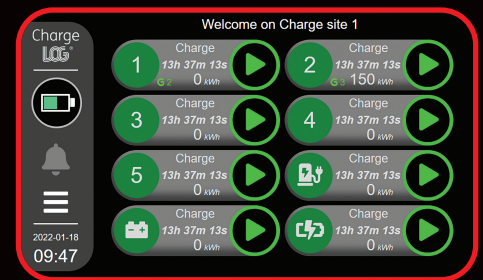 Welcome on Charge site 1
Charge
LOG®
1
Charge
13h 37m 13s
G2
0 kWh
2
Charge
13h 37m 13s
G3
150 kWh
3
Charge
13h 37m 13s
0 kWh
4
Charge
13h 37m 13s
0 kWh
5
Charge
13h 37m 13s
0 kWh
Charge
13h 37m 13s
0 kWh
Charge
13h 37m 13s
0 kWh
Charge
13h 37m 13s
0 kWh
2022-01-18
09:47